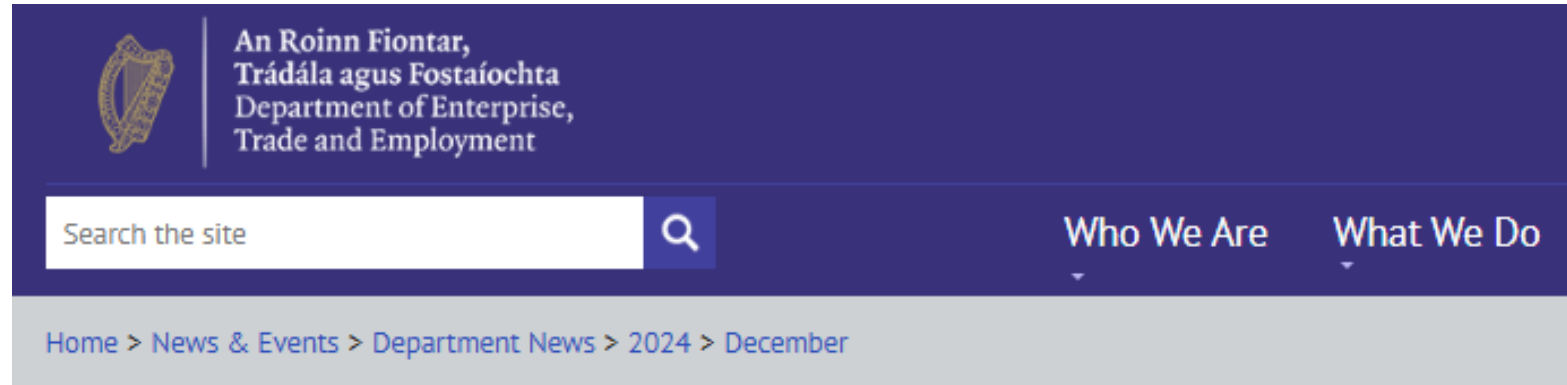 An Roinn Fiontar,
Trádála agus Fostaíochta
Department of Enterprise,
Trade and Employment
Search the site
Who We Are
What We Do
Home > News & Events > Department News > 2024 > December